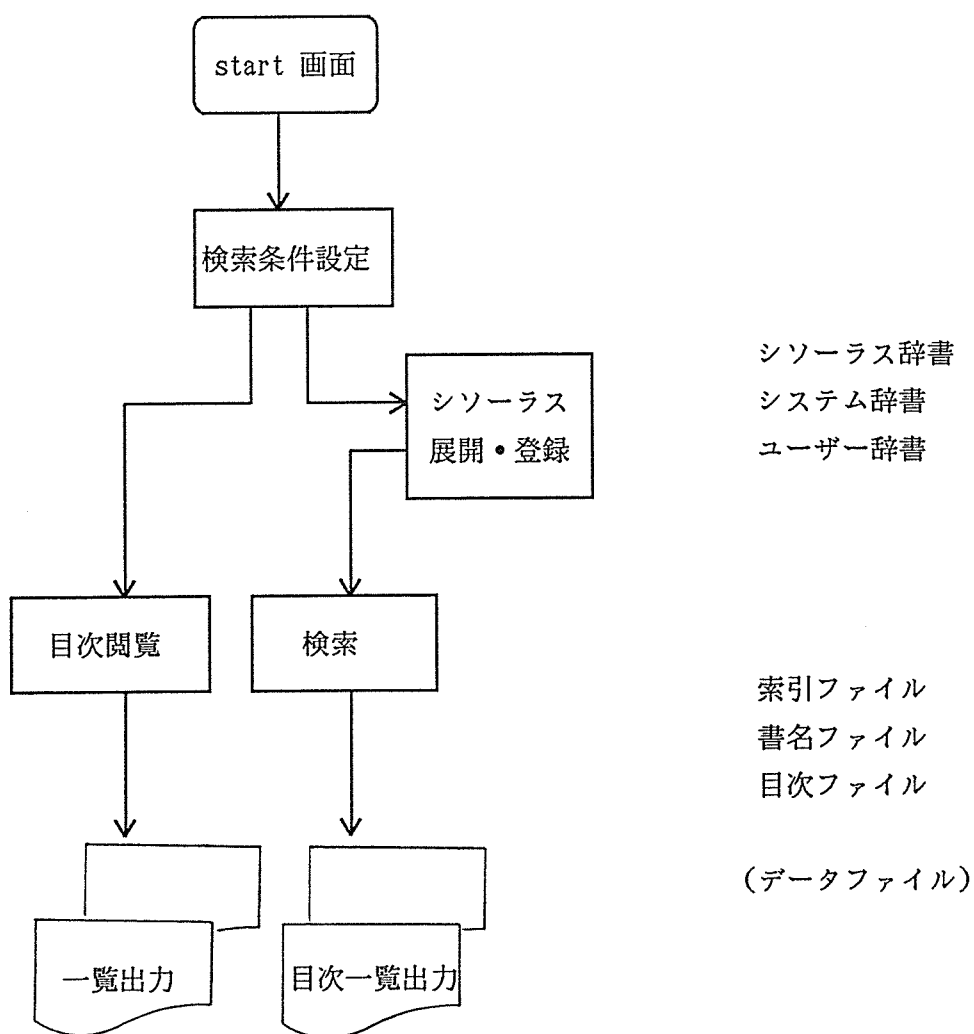 start 画面
検索条件設定
シソーラス
展開・登録
シソーラス辞書
システム辞書
ユーザー辞書
目次閲覧
検索
索引ファイル
書名ファイル
目次ファイル
(データファイル)
一覧出力
目次一覧出力